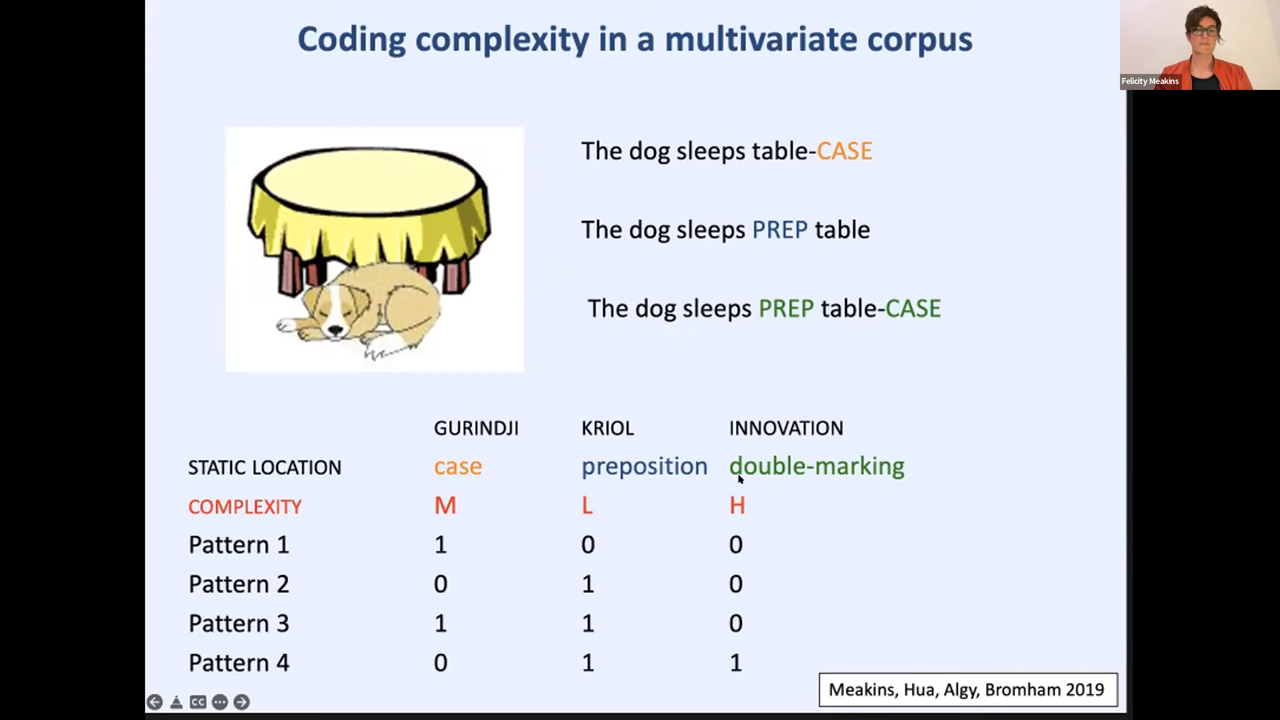 Coding complexity in a multivariate corpus
Felicity Meakins
The dog sleeps table-CASE
The dog sleeps PREP table
The dog sleeps PREP table-CASE
GURINDJI KRIOL INNOVATION
STATIC LOCATION case preposition double-marking
COMPLEXITY M L H
Pattern 1 1 0 0
Pattern 2 0 1 0
Pattern 3 1 1 0
Pattern 4 0 1 1
Meakins, Hua, Algy, Bromham 2019
CC